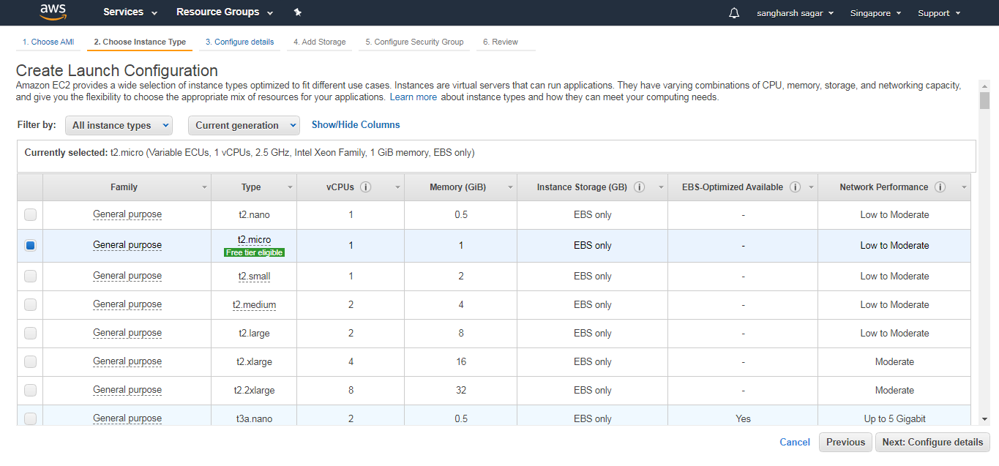 aws Services Resource Groups sangharsh sagar Singapore Support
1. Choose AMI 2. Choose Instance Type 3. Configure details 4. Add Storage 5. Configure Security Group 6. Review
Create Launch Configuration
Amazon EC2 provides a wide selection of instance types optimized to fit different use cases. Instances are virtual servers that can run applications. They have varying combinations of CPU, memory, storage, and networking capacity,
and give you the flexibility to choose the appropriate mix of resources for your applications. Learn more about instance types and how they can meet your computing needs.
Filter by: All instance types Current generation Show/Hide Columns
Currently selected: t2.micro (Variable ECUs, 1 vCPUs, 2.5 GHz, Intel Xeon Family, 1 GiB memory, EBS only)
Family Type vCPUs i Memory (GiB) Instance Storage (GB) i EBS-Optimized Available i Network Performance i
General purpose t2.nano 1 0.5 EBS only - Low to Moderate
General purpose t2.micro 1 1 EBS only - Low to Moderate
Free tier eligible
General purpose t2.small 1 2 EBS only - Low to Moderate
General purpose t2.medium 2 4 EBS only - Low to Moderate
General purpose t2.large 2 8 EBS only - Low to Moderate
General purpose t2.xlarge 4 16 EBS only - Moderate
General purpose t2.2xlarge 8 32 EBS only - Moderate
General purpose t3a.nano 2 0.5 EBS only Yes Up to 5 Gigabit
Cancel Previous Next: Configure details